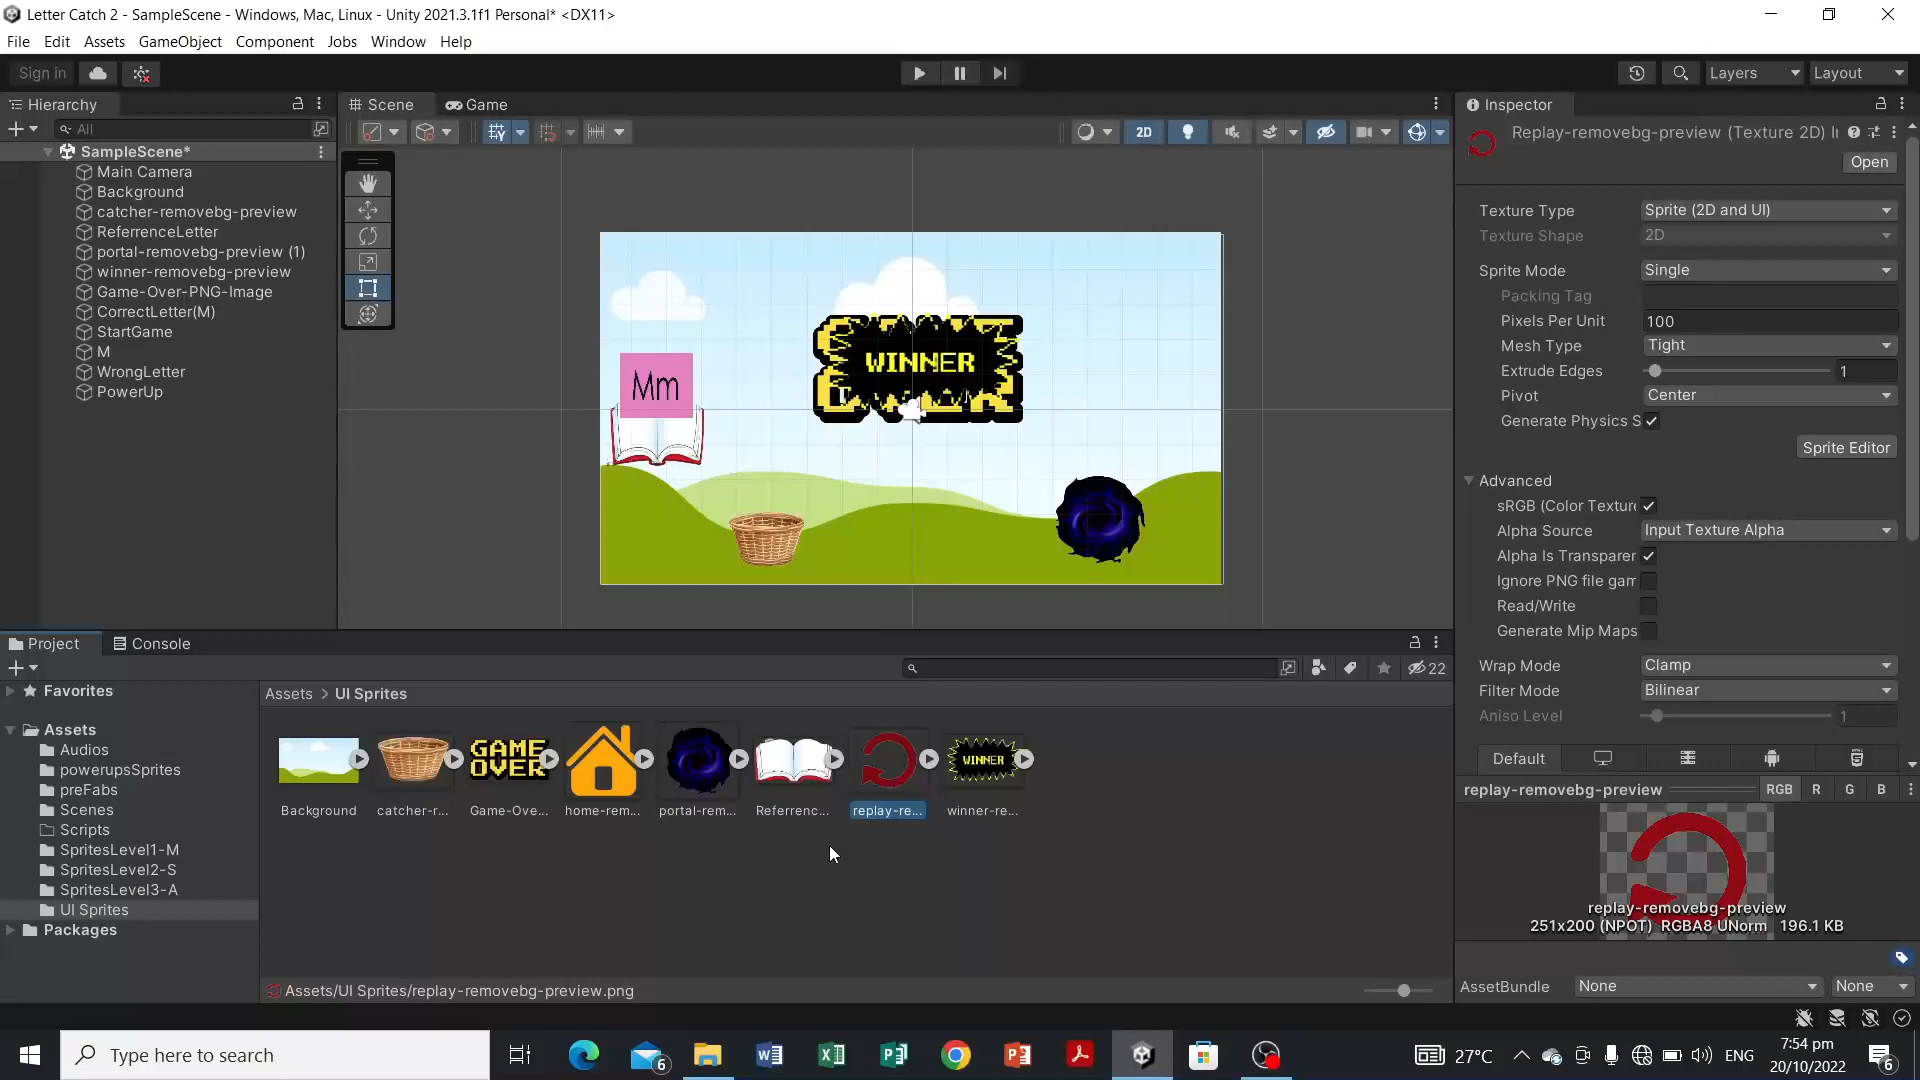 Letter Catch 2 - SampleScene - Windows, Mac, Linux - Unity 2021.3.1f1 Personal* <DX11>
File Edit Assets GameObject Component Jobs Window Help
Sign in
Layers
Layout
Hierarchy
All
SampleScene*
Main Camera
Background
catcher-removebg-preview
ReferrenceLetter
portal-removebg-preview (1)
winner-removebg-preview
Game-Over-PNG-Image
CorrectLetter(M)
StartGame
M
WrongLetter
PowerUp
Scene
Game
2D
WINNER
Mm
Inspector
Replay-removebg-preview (Texture 2D) Ir
Open
Texture Type Sprite (2D and UI)
Texture Shape 2D
Sprite Mode Single
Packing Tag
Pixels Per Unit 100
Mesh Type Tight
Extrude Edges 1
Pivot Center
Generate Physics S
Sprite Editor
Advanced
sRGB (Color Texture
Alpha Source Input Texture Alpha
Alpha Is Transparer
Ignore PNG file gam
Read/Write
Generate Mip Maps
Wrap Mode Clamp
Filter Mode Bilinear
Aniso Level 1
Default
replay-removebg-preview RGB R G B
replay-removebg-preview
251x200 (NPOT) RGBA8 UNorm 196.1 KB
AssetBundle None None
Project
Console
22
Favorites
Assets
Audios
powerupsSprites
preFabs
Scenes
Scripts
SpritesLevel1-M
SpritesLevel2-S
SpritesLevel3-A
UI Sprites
Packages
Assets > UI Sprites
GAME
OVER
WINNER
Background catcher-r... Game-Ove... home-rem... portal-rem... Referrenc... replay-re... winner-re...
Assets/UI Sprites/replay-removebg-preview.png
Type here to search
6
27°C
ENG
7:54 pm
20/10/2022
6